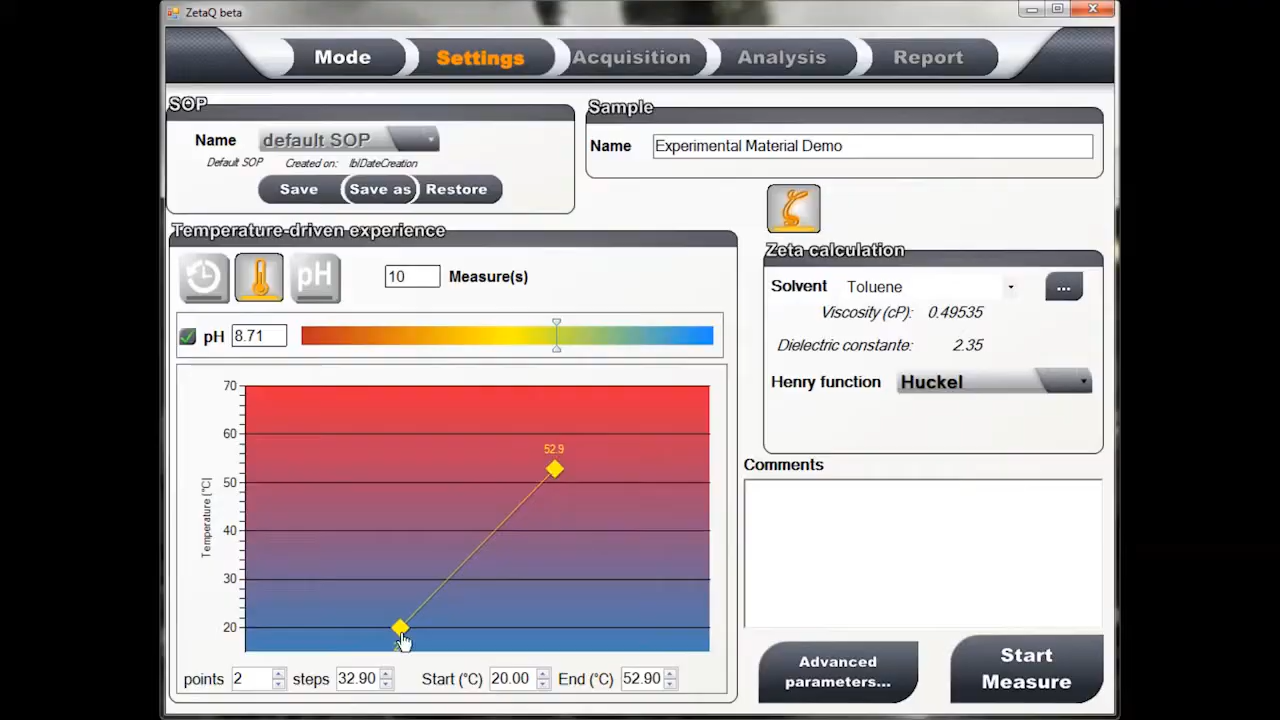 ZetaQ beta
Mode Settings Acquisition Analysis Report
SOP
Name default SOP
Default SOP Created on: lblDateCreation
Save Save as Restore
Sample
Name Experimental Material Demo
Temperature-driven experience
pH 10 Measure(s)
pH 8.71
70
60
50
40
30
20
Temperature (°C)
52.9
points 2 steps 32.90 Start (°C) 20.00 End (°C) 52.90
Zeta calculation
Solvent Toluene ...
Viscosity (cP): 0.49535
Dielectric constante: 2.35
Henry function Huckel
Comments
Advanced
parameters...
Start
Measure